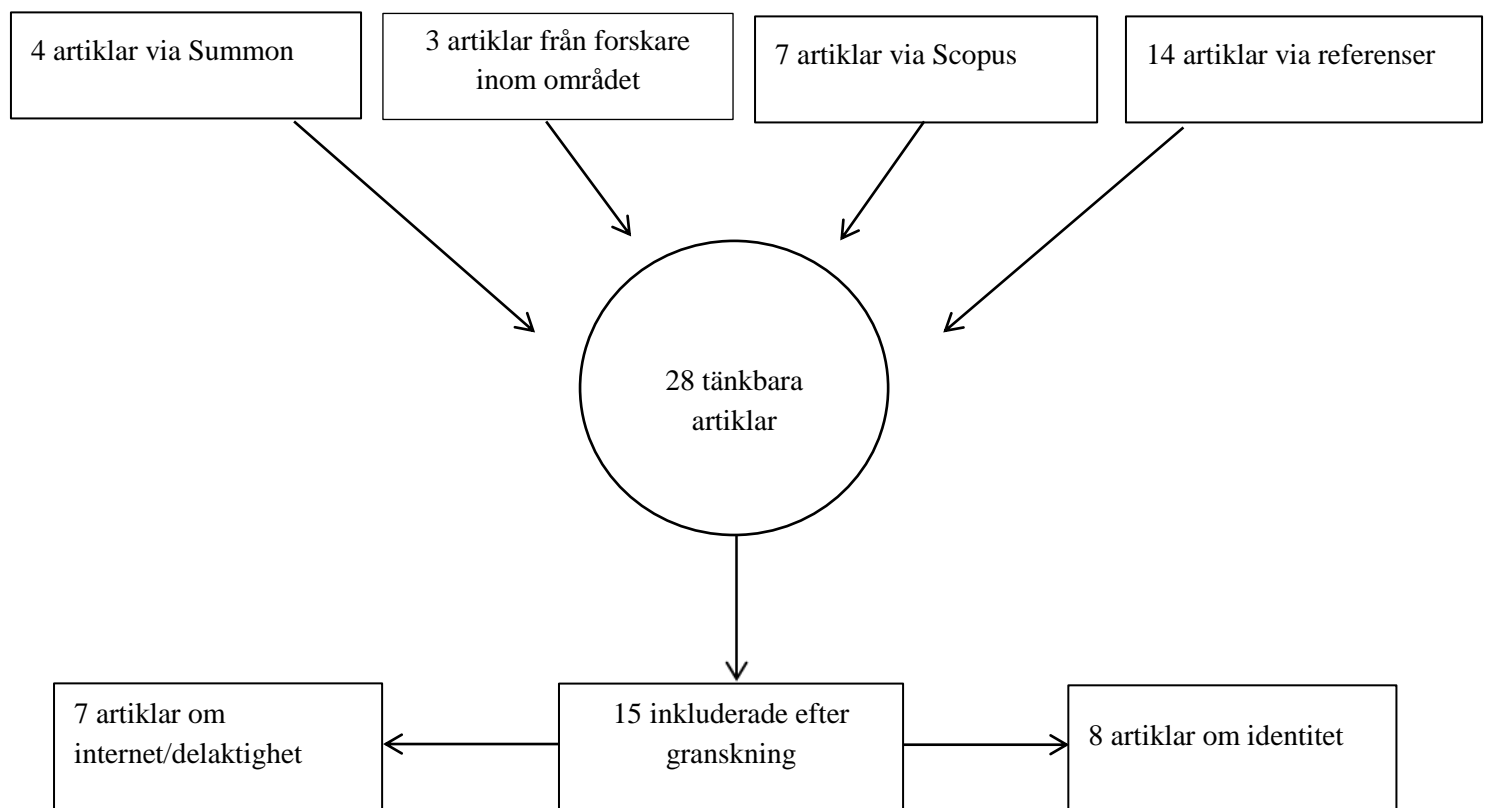 4 artiklar via Summon
3 artiklar från forskare
inom området
7 artiklar via Scopus
14 artiklar via referenser
28 tänkbara
artiklar
7 artiklar om
internet/delaktighet
15 inkluderade efter
granskning
8 artiklar om identitet